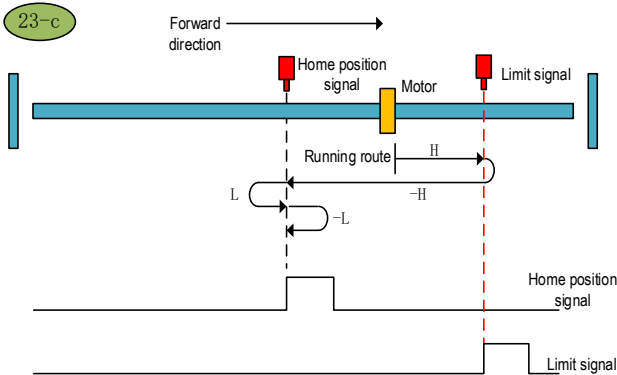 23-c
Forward
direction
Home position
signal
Motor
Limit signal
Running route
H
L
-H
-L
Home position
signal
Limit signal